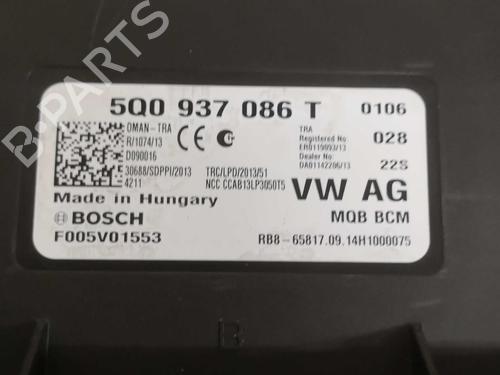 B-PARTS
5Q0 937 086 T 0106
OMAN-TRA
R/1074/13
D090016
30688/SDPPI/2013
4211
CE
TRC/LPD/2013/51
NCC CCAB13LP3050T5
TRA
Registered No:
ER0119993/13
Dealer No:
DA0114
028
22S
Made in Hungary
VW AG
BOSCH
MQB BCM
F005V01553
RB8-65817.09.14H1000075
B